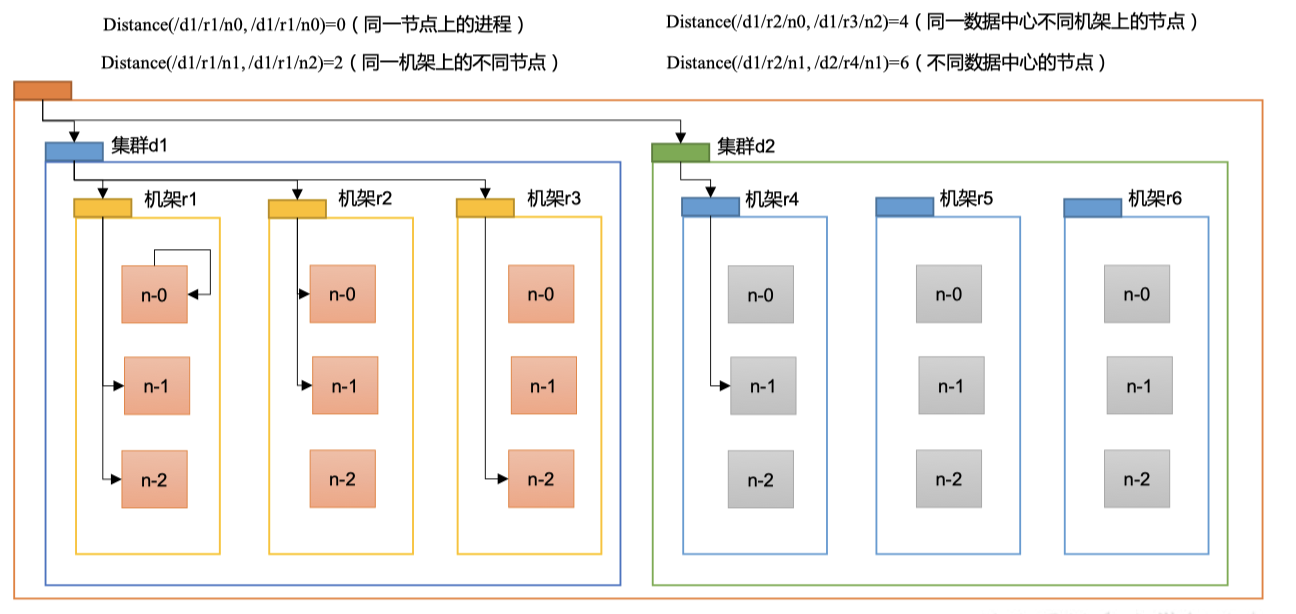 Distance(/d1/r1/n0, /d1/r1/n0)=0（同一节点上的进程）
Distance(/d1/r2/n0, /d1/r3/n2)=4（同一数据中心不同机架上的节点）
Distance(/d1/r1/n1, /d1/r1/n2)=2（同一机架上的不同节点）
Distance(/d1/r2/n1, /d2/r4/n1)=6（不同数据中心的节点）
集群d1
集群d2
机架r1
机架r2
机架r3
机架r4
机架r5
机架r6
n-0
n-0
n-0
n-0
n-0
n-0
n-1
n-1
n-1
n-1
n-1
n-1
n-2
n-2
n-2
n-2
n-2
n-2